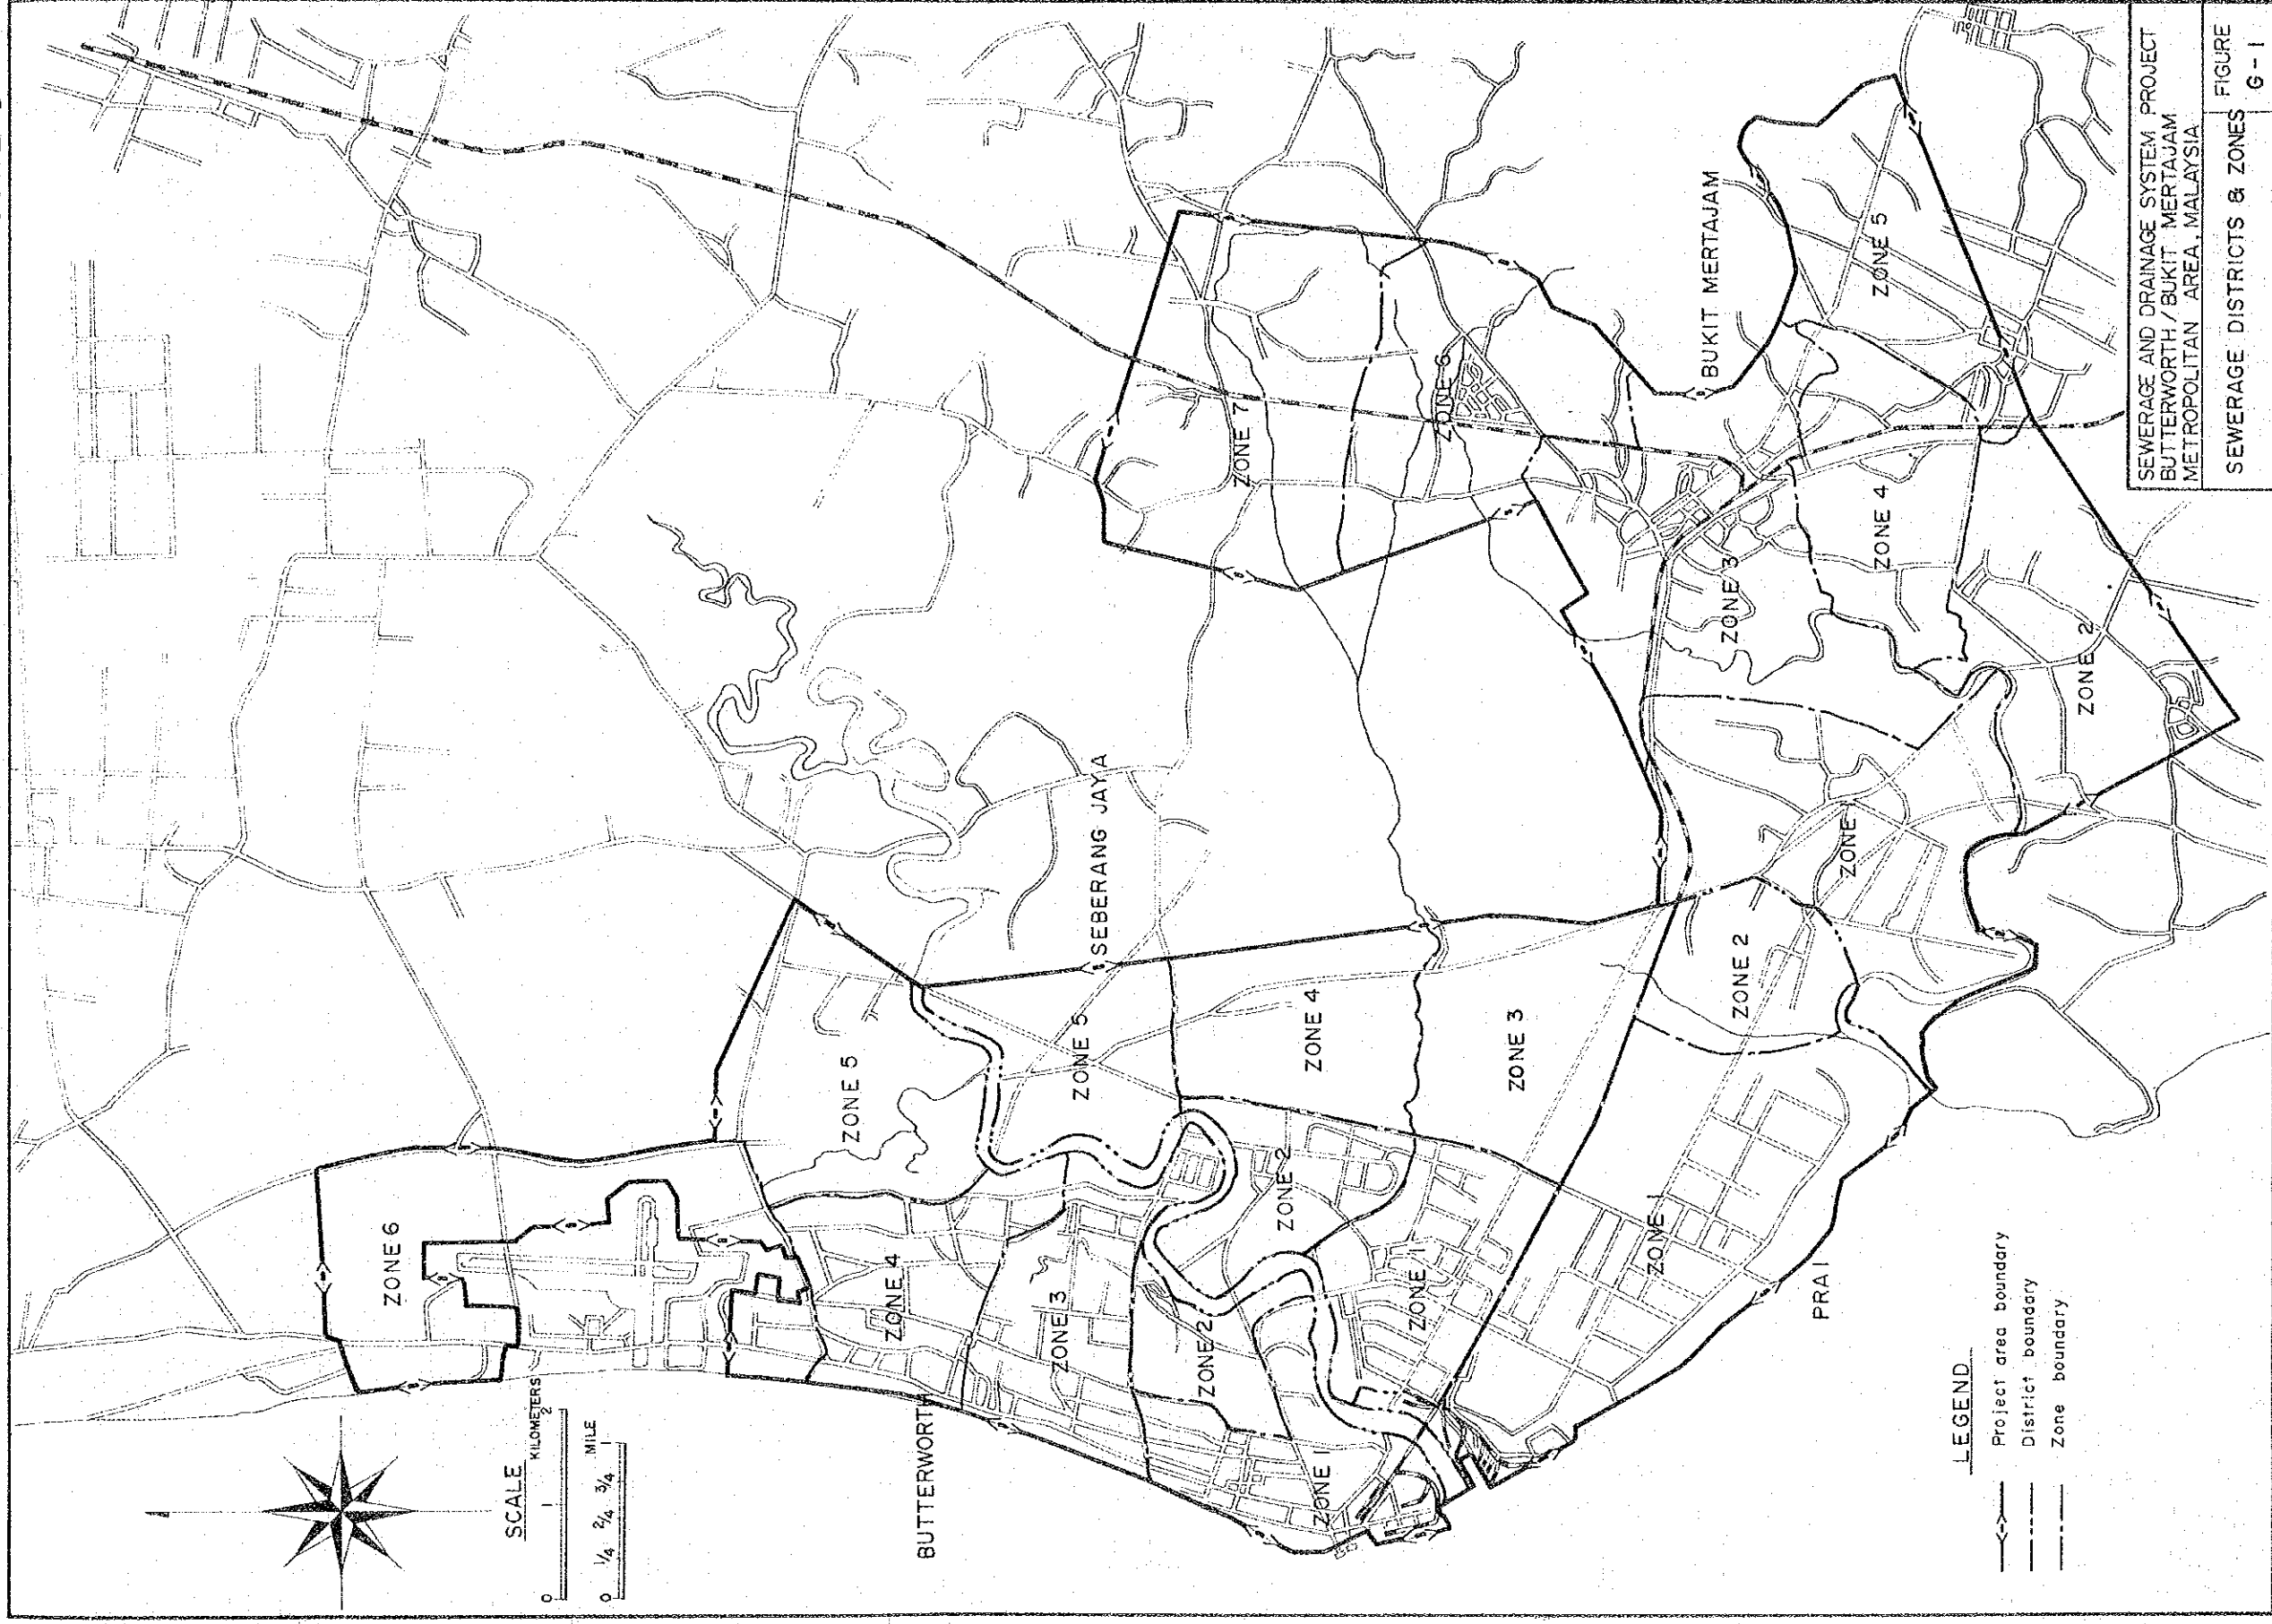 ZONE 6
ZONE 5
ZONE 4
ZONE 3
ZONE 2
ZONE 1
BUTTERWORTH
SEBERANG JAYA
ZONE 5
ZONE 4
ZONE 3
ZONE 2
ZONE 1
ZONE 1
ZONE 2
ZONE
ZONE 2
ZONE 3
ZONE 4
ZONE 5
ZONE 6
ZONE 7
BUKIT MERTAJAM
PRAI
SCALE
KILOMETERS
0 1 2
MILE
0 1/4 2/4 3/4 1
LEGEND
Project area boundary
District boundary
Zone boundary
SEWERAGE AND DRAINAGE SYSTEM PROJECT
BUTTERWORTH / BUKIT MERTAJAM
METROPOLITAN AREA, MALAYSIA
SEWERAGE DISTRICTS & ZONES
FIGURE
G-1